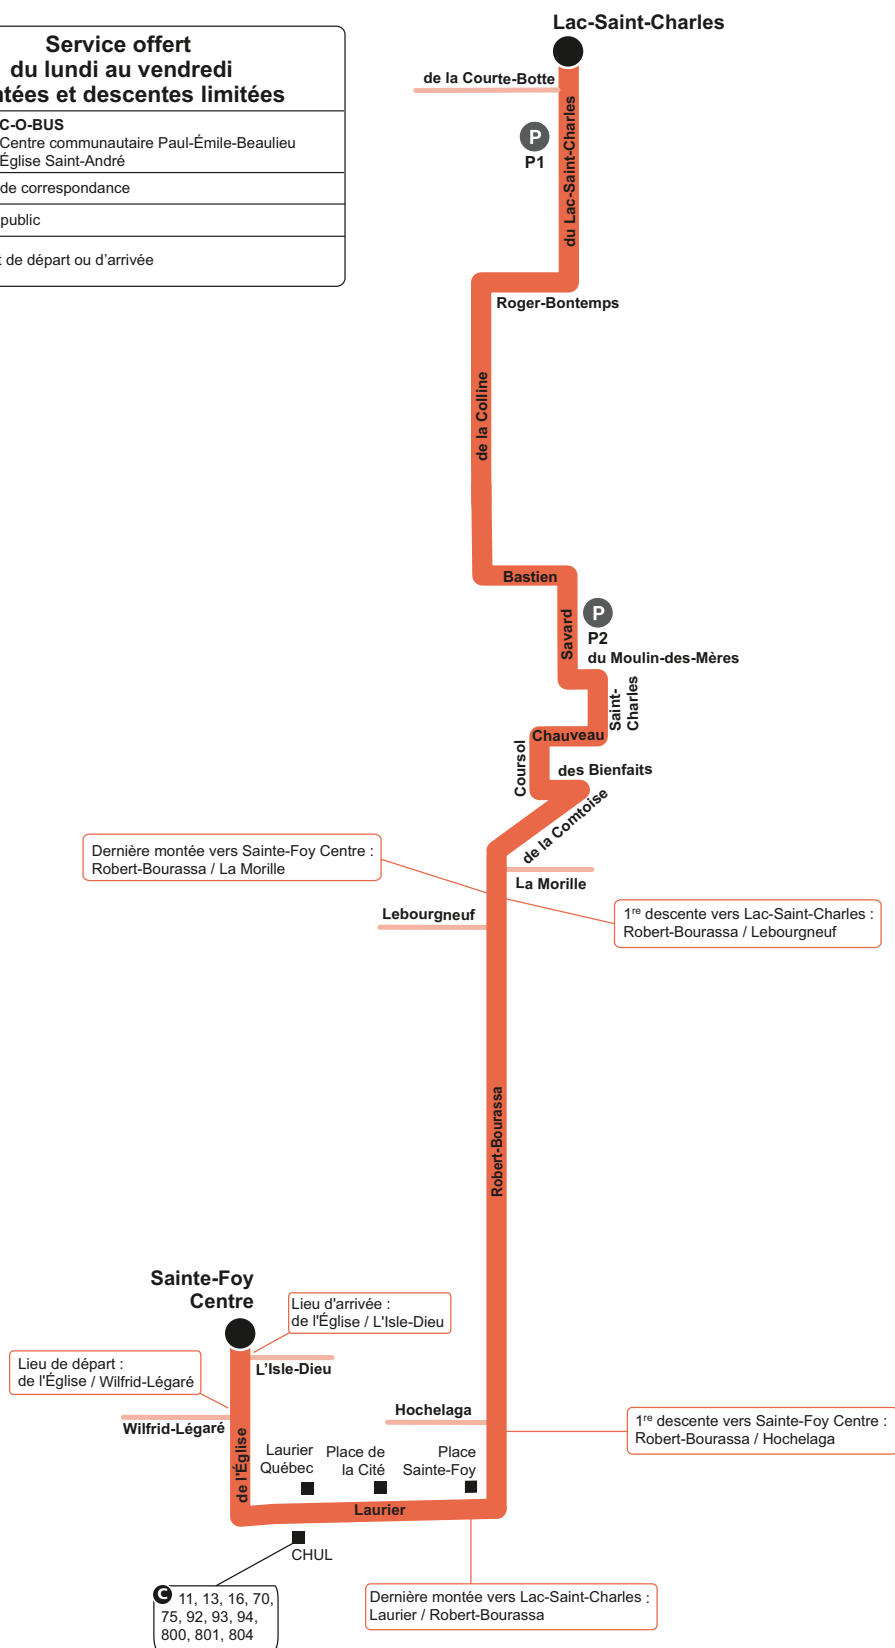 Lac-Saint-Charles
Service offert
du lundi au vendredi
et descentes limitées
C-O-BUS
Centre communautaire Paul-Émile-Beaulieu
Église Saint-André
de correspondance
public
de départ ou d'arrivée
de la Courte-Botte
P
P1
du Lac-Saint-Charles
Roger-Bontemps
de la Colline
Bastien
Savard
P
P2
du Moulin-des-Mères
Saint-
Charles
Chauveau
Coursol
des Bienfaits
de la Comtoise
Dernière montée vers Sainte-Foy Centre :
Robert-Bourassa / La Morille
La Morille
Lebourgneuf
1re descente vers Lac-Saint-Charles :
Robert-Bourassa / Lebourgneuf
Robert-Bourassa
Sainte-Foy
Centre
Lieu d'arrivée :
de l'Église / L'Isle-Dieu
L'Isle-Dieu
Lieu de départ :
de l'Église / Wilfrid-Légaré
Wilfrid-Légaré
de l'Église
Hochelaga
1re descente vers Sainte-Foy Centre :
Robert-Bourassa / Hochelaga
Laurier
Québec
Place de
la Cité
Place
Sainte-Foy
Laurier
CHUL
C 11, 13, 16, 70,
75, 92, 93, 94,
800, 801, 804
Dernière montée vers Lac-Saint-Charles :
Laurier / Robert-Bourassa